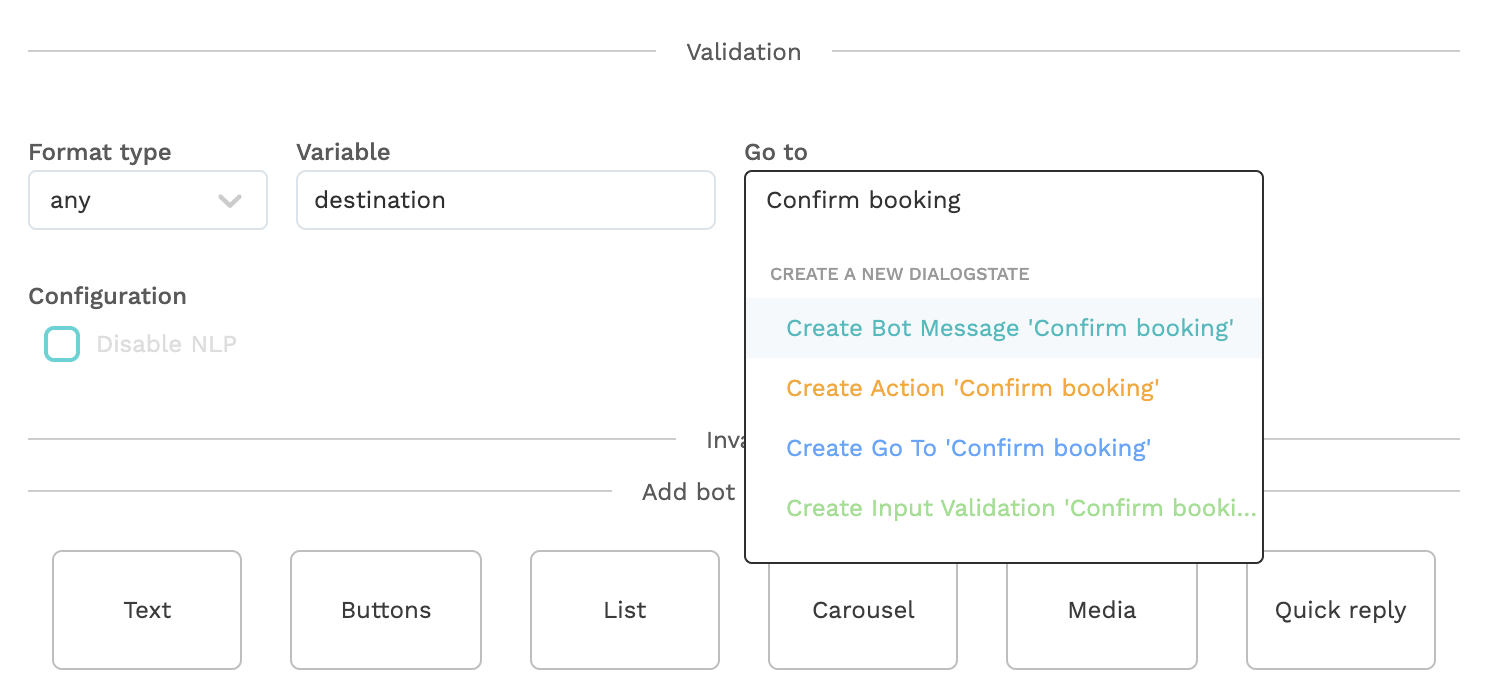 Validation
Format type
Variable
Go to
any
destination
Confirm booking
CREATE A NEW DIALOGSTATE
Configuration
Create Bot Message 'Confirm booking'
Disable NLP
Create Action 'Confirm booking'
Create Go To 'Confirm booking'
Add bot
Create Input Validation 'Confirm booki...
Text
Buttons
List
Carousel
Media
Quick reply